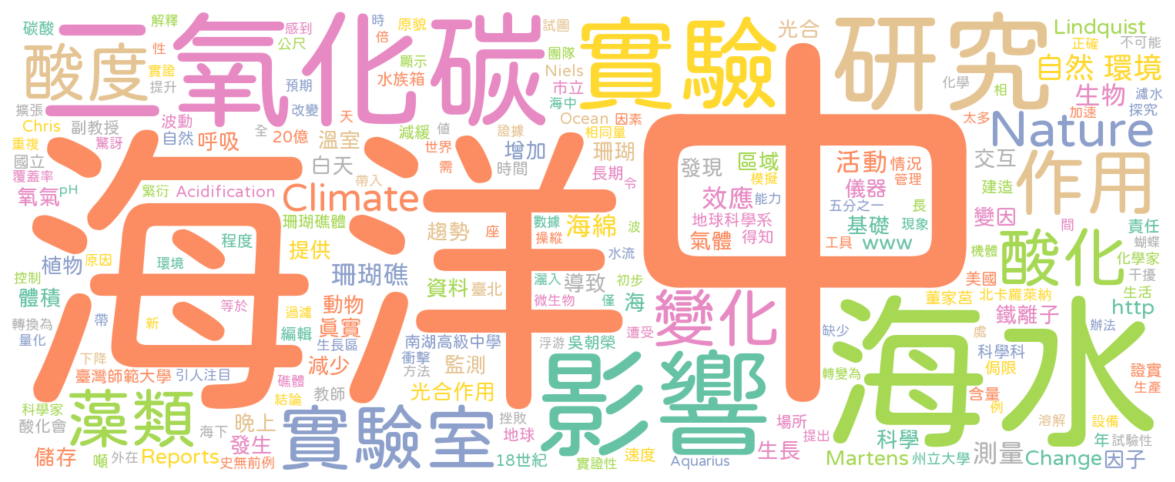 碳酸 解釋 感到 時 原貌 試圖 光合 Lindquist
酸度 二氧化碳 實驗 研究 正確 不可能
性 公尺 倍 顯示 團隊 Niels 化學 相 自然 環境 濾水
實證 提升 預期 水族箱 市立 海中 生物 探究
擴張 改變 天 減緩 值 證據 Ocean 因素 太多 加速
Chris 副教授 波動 全 20億 溫室 世界 相同量 珊瑚 Nature
重複 驚訝 自然 呼吸 需 增加
國立 白天 時間 長期 發現 區域 活動 情況 交互 作用
覆蓋率 帶入 令 模擬 儀器 管理
氧氣 pH 繁衍 Acidification Climate 效應 能力 五分之一 長 建造
海洋中
珊瑚礁體 趨勢 座 數據 海綿 波 地球科學系 基礎 現象 變因 間 責任
程度 提供 操縱 氣體 得知 工具 www 蝴蝶
植物 原因 環境 珊瑚礁 水流 機體 酸化 化學家
控制 資料 臺北 灑入 導致 初步 美國 干擾
體積 等於 動物 微生物 僅 海 變化 董家莒 北卡羅萊納 生活 http
轉換為 帶 新 過濾 編輯 真實 南湖高級中學 浮游 吳朝榮 遭受 缺少 海水 處 鐵離子
量化 下降 生長區 減少 衝擊 監測 影響 科學科 侷限 辦法
臺灣師範大學 引人注目 礁體 教師 方法 轉變為 證實
科學家 藻類 結論 光合作用 含量 例 生產
酸化會 海下 晚上 實驗室 挫敗 場所 科學 溶解 設備
儲存 噸 外在 發生 地球 生長 提出 年 試驗性
Reports 史無前例 18世紀 實證性 速度 Aquarius Martens 州立大學 測量 Change 因子